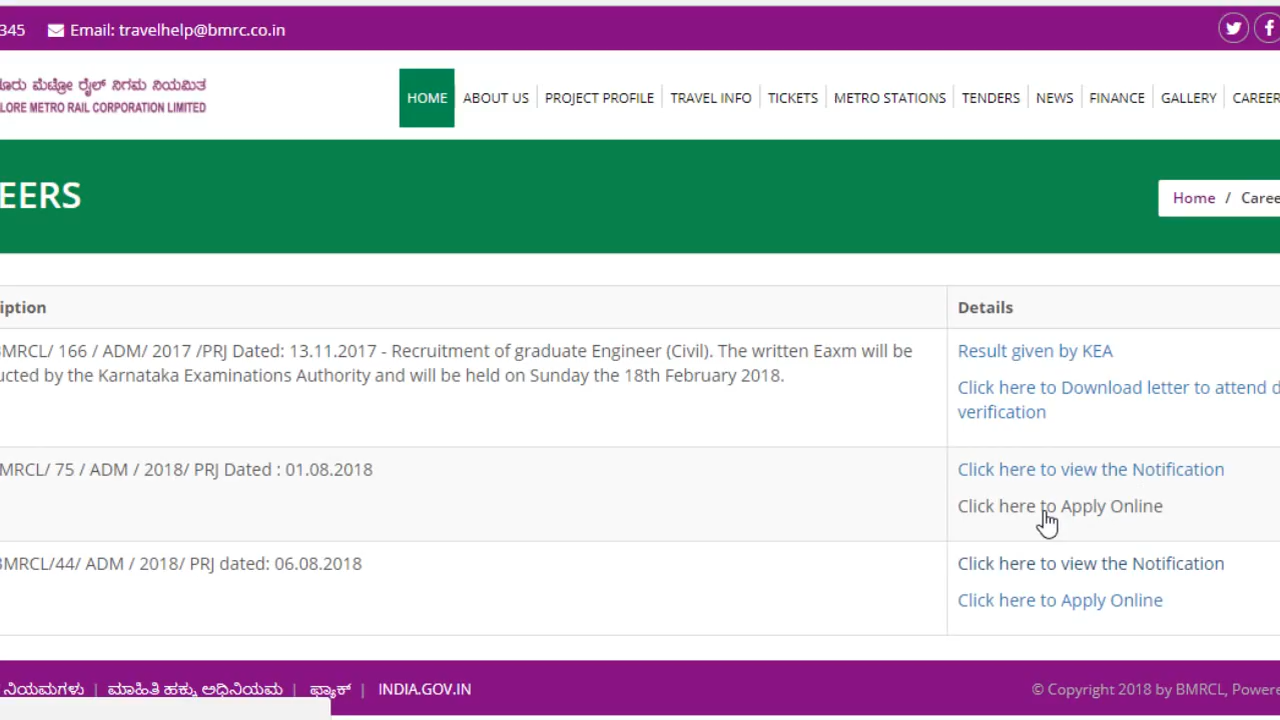 345 Email: travelhelp@bmrc.co.in
ಮೆಟ್ರೋ ರೈಲ್ ನಿಗಮ ನಿಯಮಿತ
LORE METRO RAIL CORPORATION LIMITED
HOME ABOUT US PROJECT PROFILE TRAVEL INFO TICKETS METRO STATIONS TENDERS NEWS FINANCE GALLERY CAREER
EERS
Home / Caree
iption Details
BMRCL/ 166 / ADM/ 2017 /PRJ Dated: 13.11.2017 - Recruitment of graduate Engineer (Civil). The written Eaxm will be
ucted by the Karnataka Examinations Authority and will be held on Sunday the 18th February 2018.
Result given by KEA
Click here to Download letter to attend d
verification
MRCL/ 75 / ADM / 2018/ PRJ Dated : 01.08.2018
Click here to view the Notification
Click here to Apply Online
BMRCL/44/ ADM / 2018/ PRJ dated: 06.08.2018
Click here to view the Notification
Click here to Apply Online
ನಿಯಮಗಳು | ಮಾಹಿತಿ ಹಕ್ಕು ಅಧಿನಿಯಮ | ಫ್ಯಾಕ್ | INDIA.GOV.IN
© Copyright 2018 by BMRCL, Powere